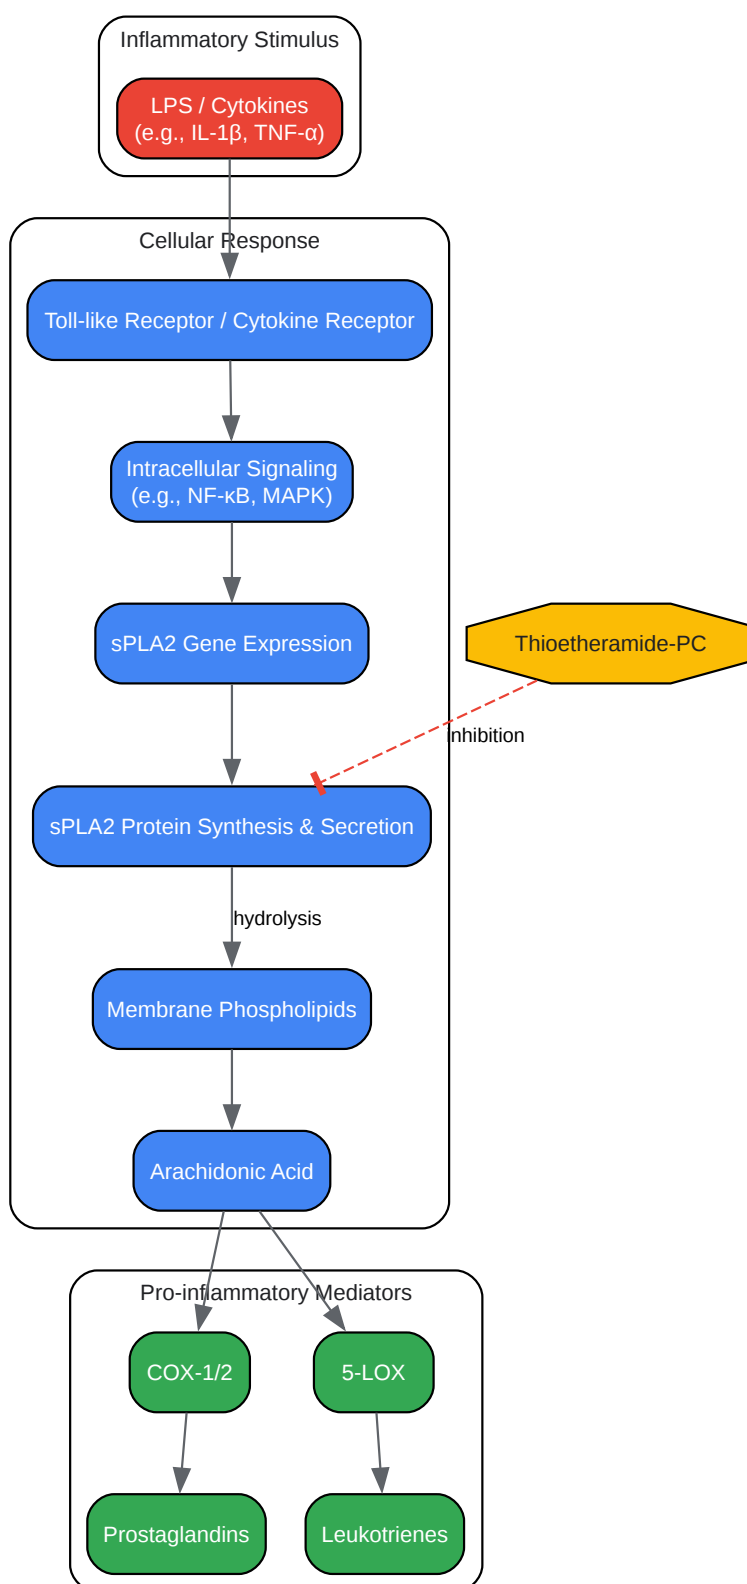 Inflammatory Stimulus
LPS / Cytokines
(e.g., IL-1β, TNF-α)
Cellular Response
Toll-like Receptor / Cytokine Receptor
Intracellular Signaling
(e.g., NF-κB, MAPK)
sPLA2 Gene Expression
Thioetheramide-PC
inhibition
sPLA2 Protein Synthesis & Secretion
hydrolysis
Membrane Phospholipids
Arachidonic Acid
Pro-inflammatory Mediators
COX-1/2
5-LOX
Prostaglandins
Leukotrienes